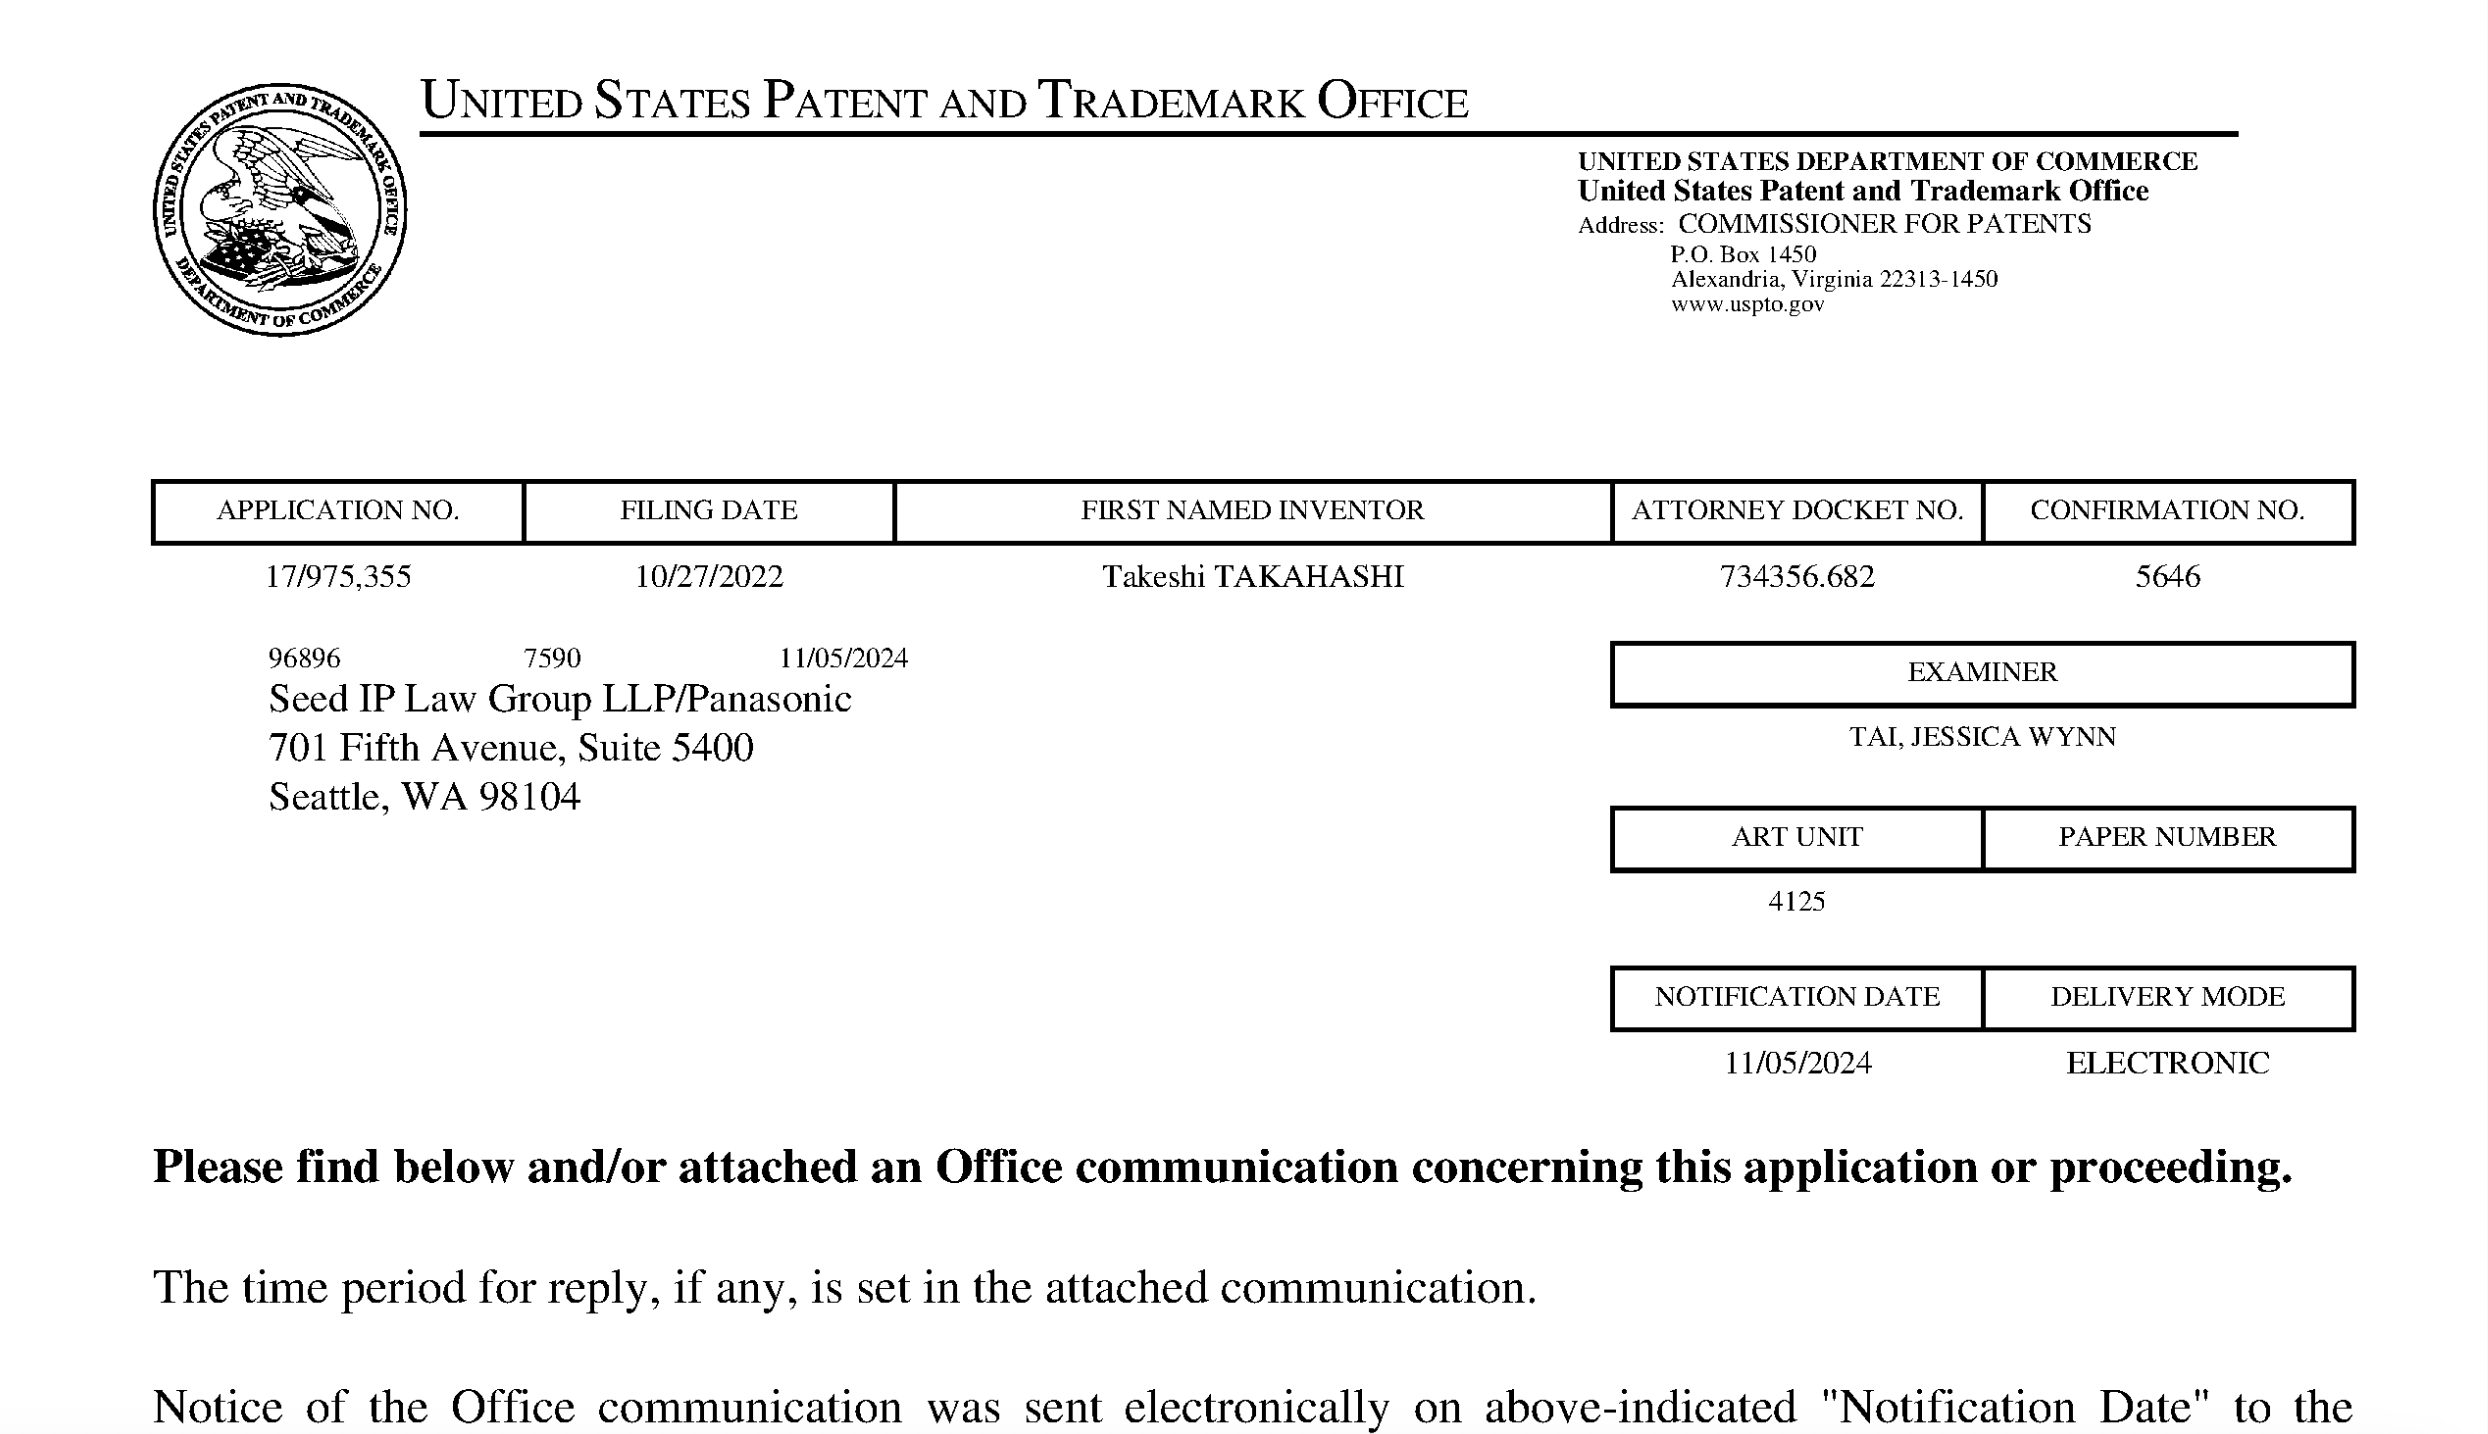 UNITED STATES PATENT AND TRADEMARK OFFICE
UNITED STATES PATENT AND TRADEMARK OFFICE
DEPARTMENT OF COMMERCE
UNITED STATES DEPARTMENT OF COMMERCE
United States Patent and Trademark Office
Address: COMMISSIONER FOR PATENTS
P.O. Box 1450
Alexandria, Virginia 22313-1450
www.uspto.gov
APPLICATION NO. FILING DATE FIRST NAMED INVENTOR ATTORNEY DOCKET NO. CONFIRMATION NO.
17/975,355 10/27/2022 Takeshi TAKAHASHI 734356.682 5646
96896 7590 11/05/2024
Seed IP Law Group LLP/Panasonic
701 Fifth Avenue, Suite 5400
Seattle, WA 98104
EXAMINER
TAI, JESSICA WYNN
ART UNIT PAPER NUMBER
4125
NOTIFICATION DATE DELIVERY MODE
11/05/2024 ELECTRONIC
Please find below and/or attached an Office communication concerning this application or proceeding.
The time period for reply, if any, is set in the attached communication.
Notice of the Office communication was sent electronically on above-indicated "Notification Date" to the